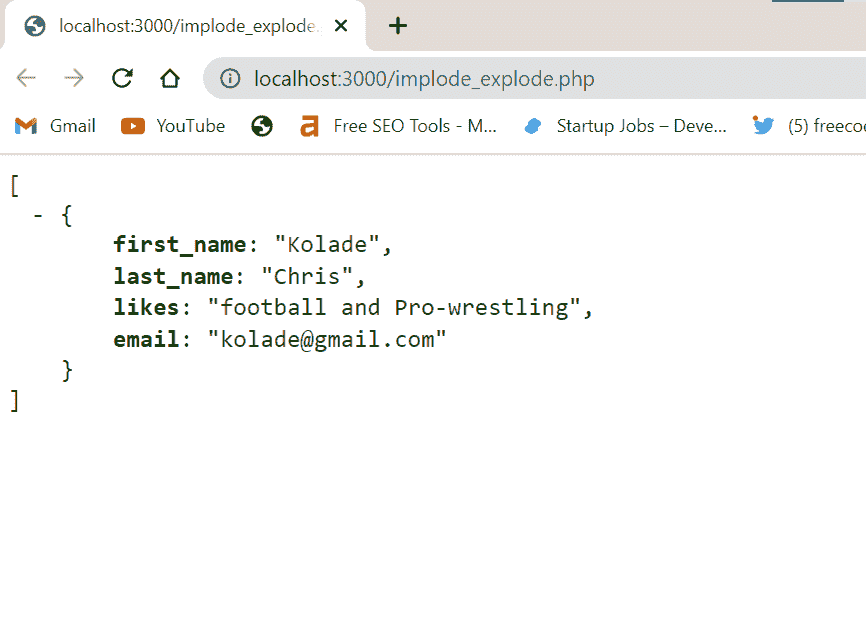 localhost:3000/implode_explode.
localhost:3000/implode_explode.php
Gmail YouTube Free SEO Tools - M... Startup Jobs – Deve... (5) freecoe
[
- {
first_name: "Kolade",
last_name: "Chris",
likes: "football and Pro-wrestling",
email: "kolade@gmail.com"
}
]